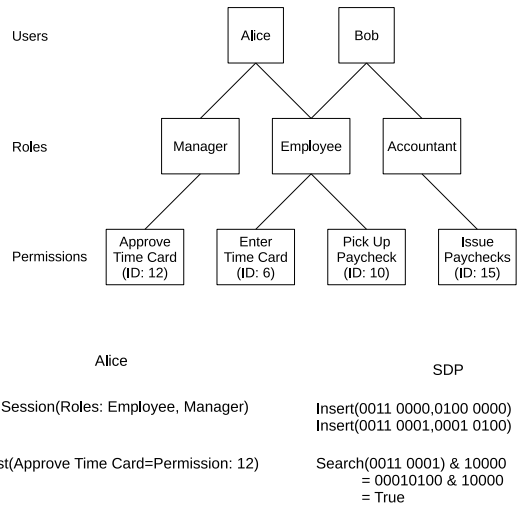 Users
Alice
Bob
Roles
Manager
Employee
Accountant
Permissions
Approve
Time Card
(ID: 12)
Enter
Time Card
(ID: 6)
Pick Up
Paycheck
(ID: 10)
Issue
Paychecks
(ID: 15)
Alice
SDP
Session(Roles: Employee, Manager)
Insert(0011 0000,0100 0000)
Insert(0011 0001,0001 0100)
st(Approve Time Card=Permission: 12)
Search(0011 0001) & 10000
= 00010100 & 10000
= True